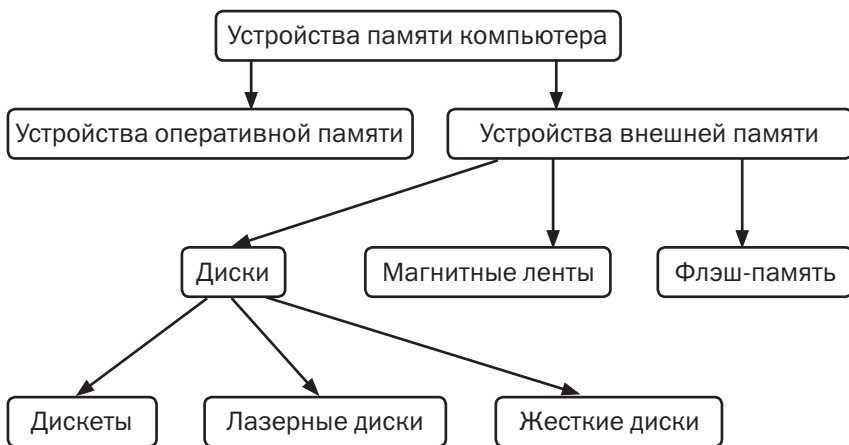 Устройства памяти компьютера
Устройства оперативной памяти
Устройства внешней памяти
Диски
Магнитные ленты
Флэш-память
Дискеты
Лазерные диски
Жесткие диски